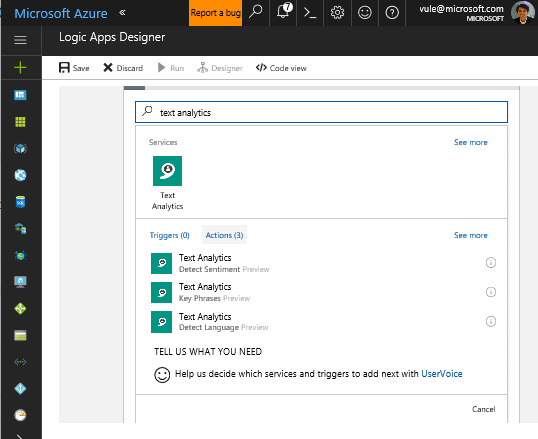 Microsoft Azure «
Report a bug
7
vule@microsoft.com
MICROSOFT
Logic Apps Designer
Save
Discard
Run
Designer
Code view
text analytics
Services
See more
Text
Analytics
Triggers (0)
Actions (3)
See more
Text Analytics
Detect Sentiment Preview
Text Analytics
Key Phrases Preview
Text Analytics
Detect Language Preview
TELL US WHAT YOU NEED
Help us decide which services and triggers to add next with UserVoice
Cancel